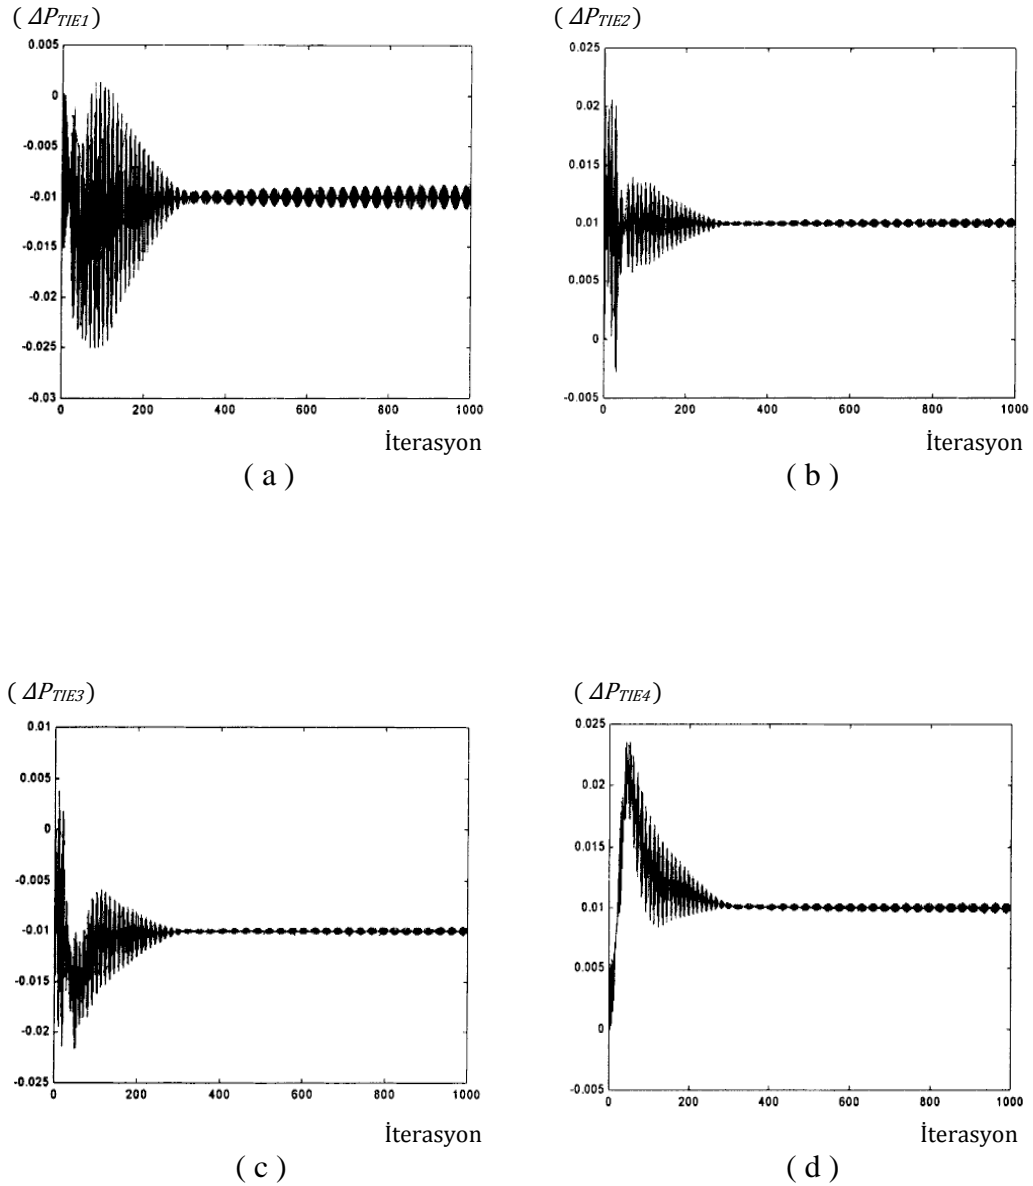 ( ΔP_TIE1)
0.005
0
-0.005
-0.01
-0.015
-0.02
-0.025
-0.03
0 200 400 600 800 1000
İterasyon
( a )
( ΔP_TIE2)
0.025
0.02
0.015
0.01
0.005
0
-0.005
0 200 400 600 800 1000
İterasyon
( b )
( ΔP_TIE3)
0.01
0.005
0
-0.005
-0.01
-0.015
-0.02
-0.025
0 200 400 600 800 1000
İterasyon
( c )
( ΔP_TIE4)
0.025
0.02
0.015
0.01
0.005
0
-0.005
0 200 400 600 800 1000
İterasyon
( d )